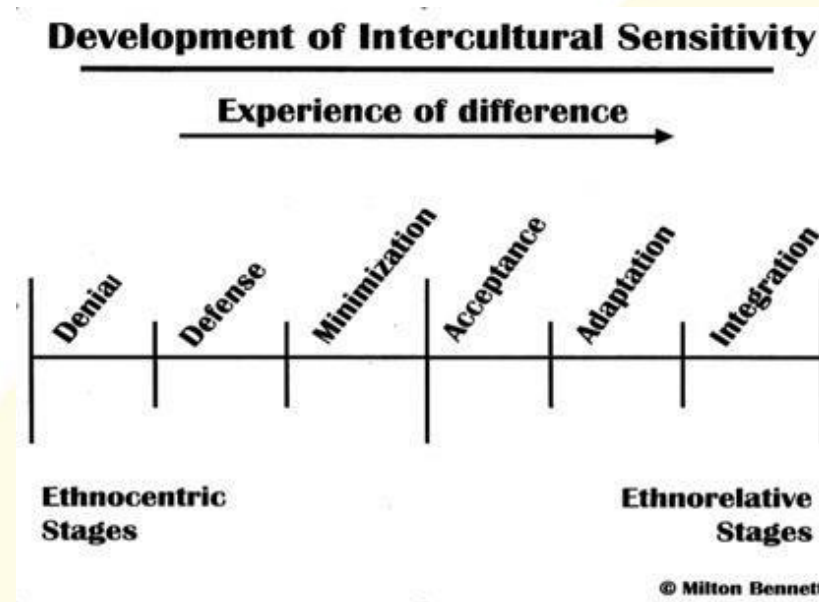 Development of Intercultural Sensitivity
Experience of difference
Denial
Defense
Minimization
Acceptance
Adaptation
Integration
Ethnocentric
Stages
Ethnorelative
Stages
© Milton Bennett